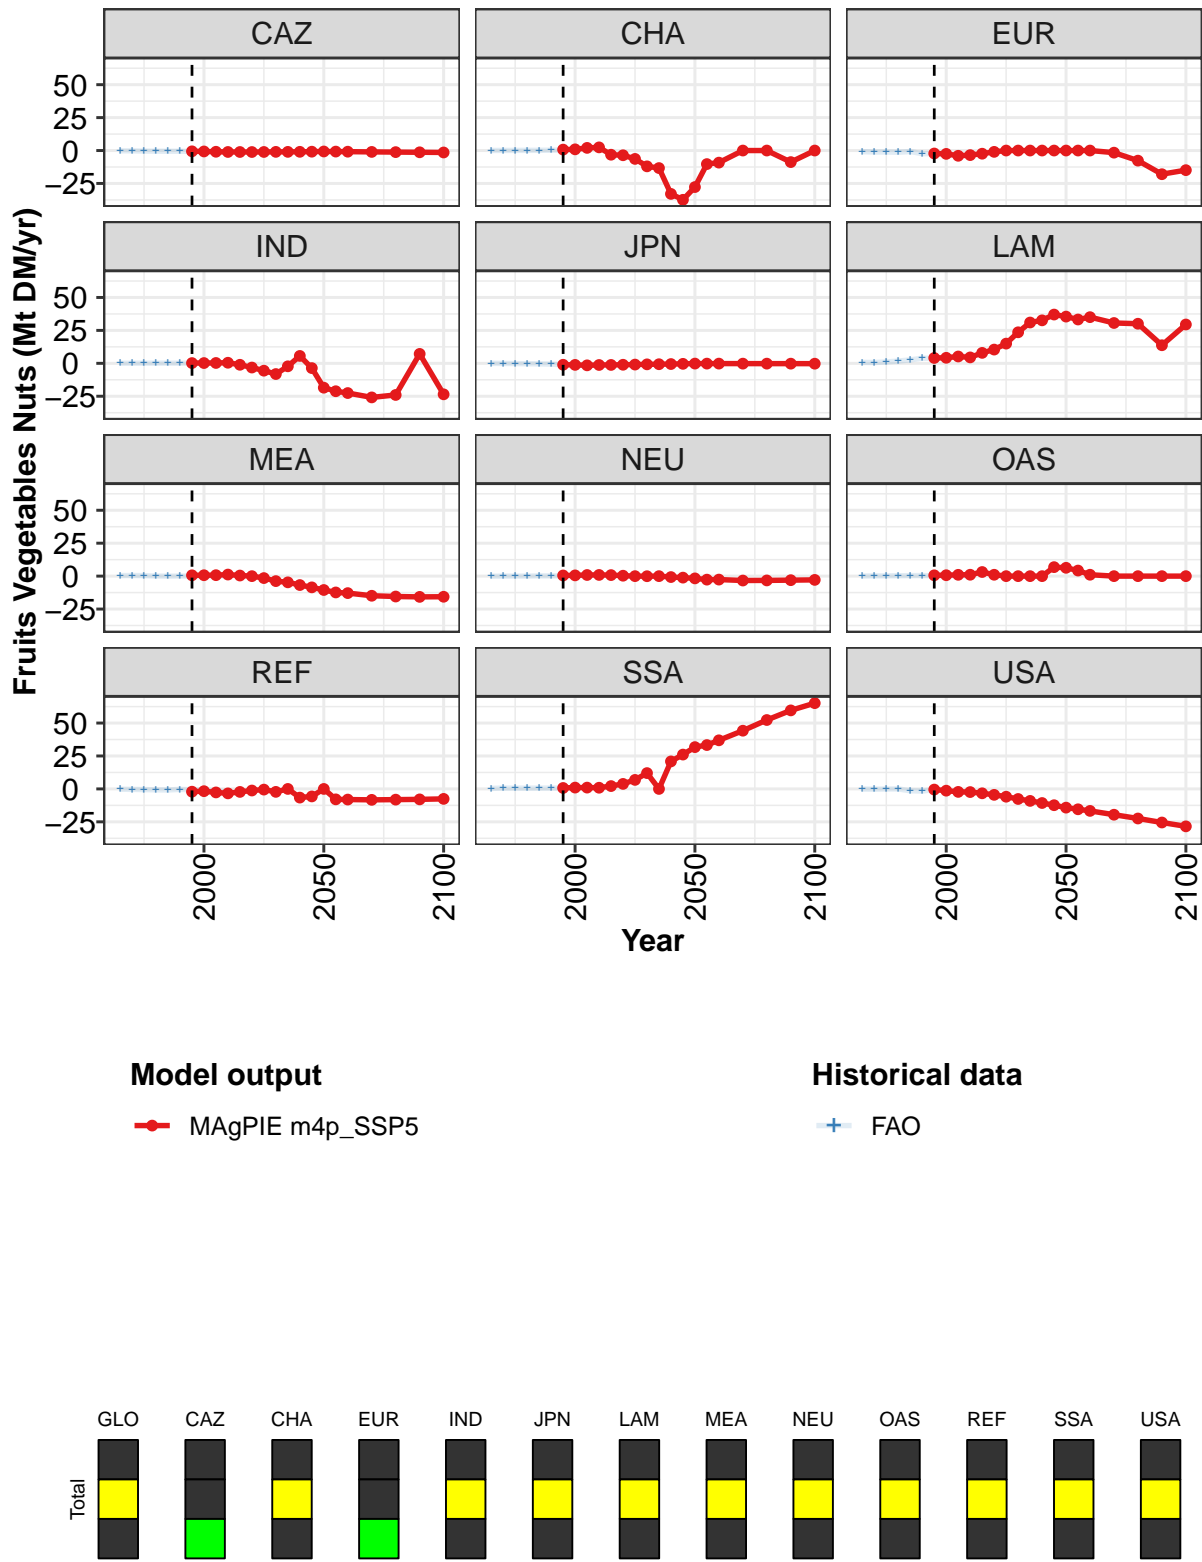 CAZ CHA EUR
50
25
0
−25
IND JPN LAM
50
25
0
−25
MEA NEU OAS
50
25
0
−25
REF SSA USA
50
25
0
−25
Fruits Vegetables Nuts (Mt DM/yr)
2000 2050 2100 2000 2050 2100 2000 2050 2100
Year
Model output Historical data
MAgPIE m4p_SSP5 FAO
GLO CAZ CHA EUR IND JPN LAM MEA NEU OAS REF SSA USA
Total